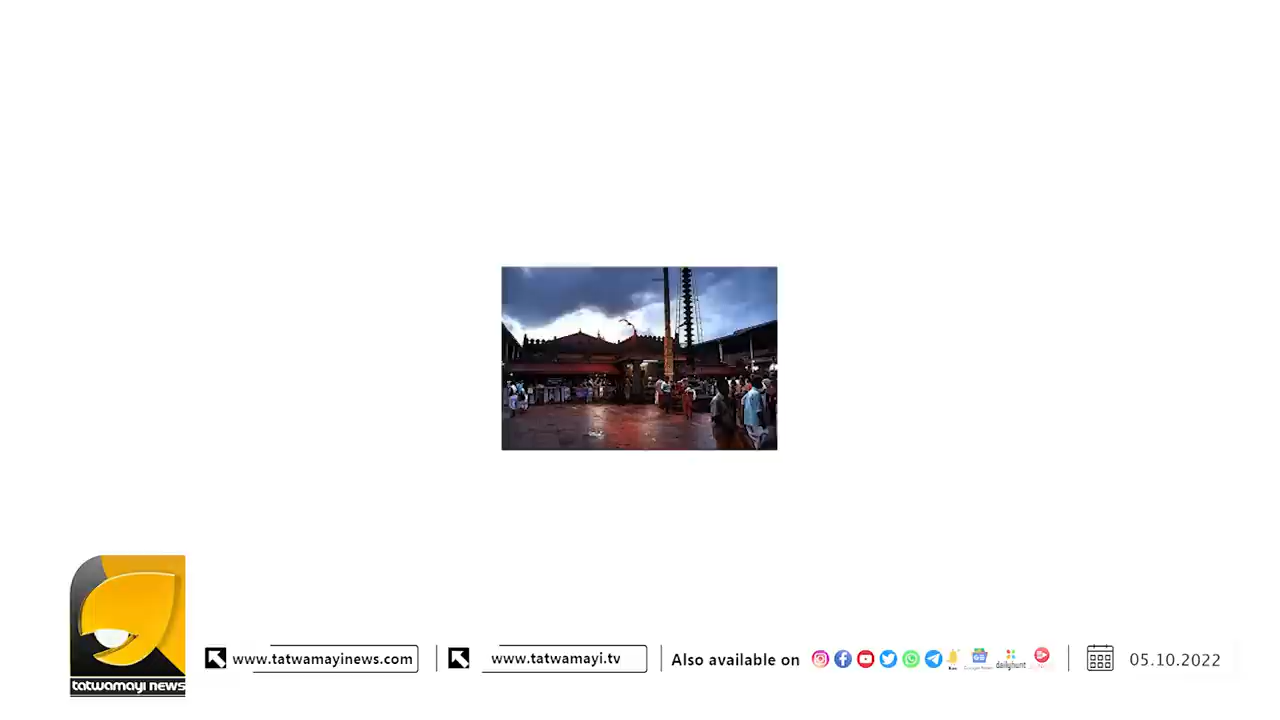 tatwamayi news
www.tatwamayinews.com
www.tatwamayi.tv
Also available on
dailyhunt
05.10.2022